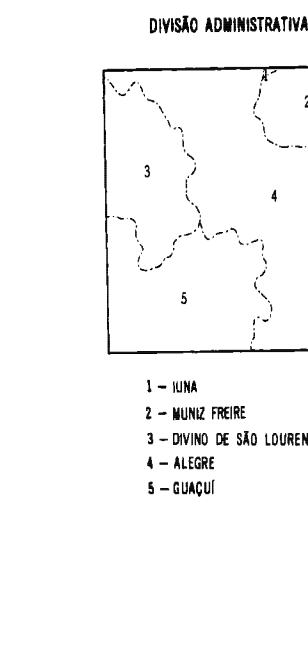 DIVISÃO ADMINISTRATIVA
1
2
3
4
5
1 – IUNA
2 – MUNIZ FREIRE
3 – DIVINO DE SÃO LOUREN
4 – ALEGRE
5 – GUAÇUÍ